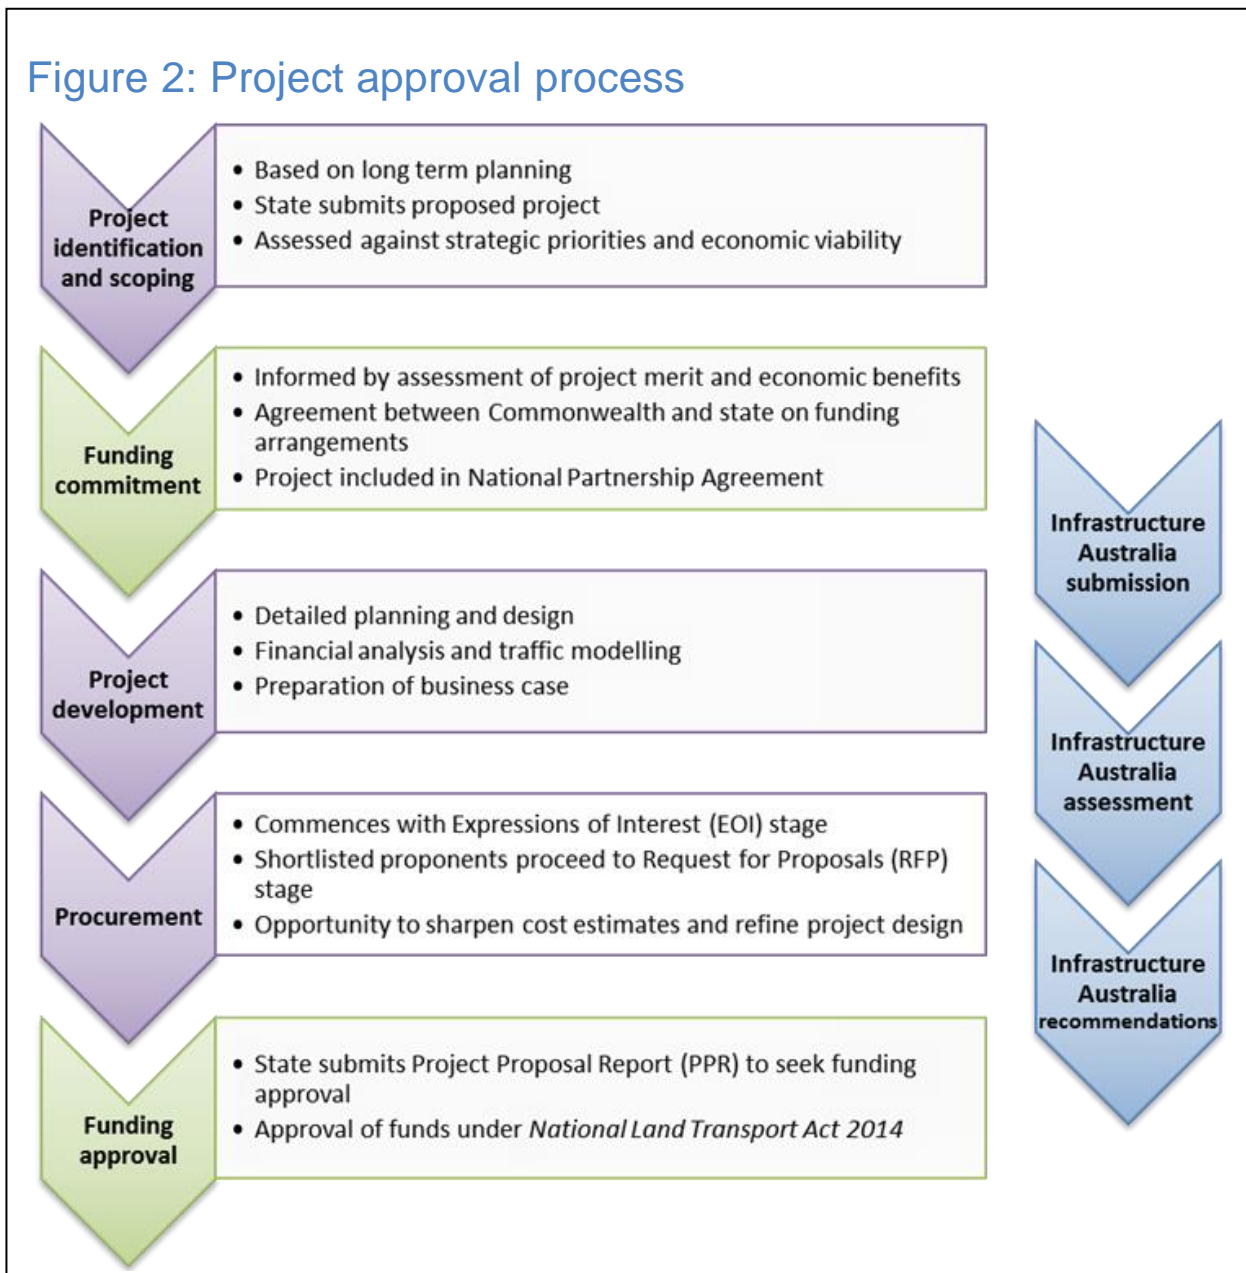 Figure 2: Project approval process
Project
identification
and scoping
• Based on long term planning
• State submits proposed project
• Assessed against strategic priorities and economic viability
Funding
commitment
• Informed by assessment of project merit and economic benefits
• Agreement between Commonwealth and state on funding
arrangements
• Project included in National Partnership Agreement
Project
development
• Detailed planning and design
• Financial analysis and traffic modelling
• Preparation of business case
Procurement
• Commences with Expressions of Interest (EOI) stage
• Shortlisted proponents proceed to Request for Proposals (RFP)
stage
• Opportunity to sharpen cost estimates and refine project design
Funding
approval
• State submits Project Proposal Report (PPR) to seek funding
approval
• Approval of funds under National Land Transport Act 2014
Infrastructure
Australia
submission
Infrastructure
Australia
assessment
Infrastructure
Australia
recommendations